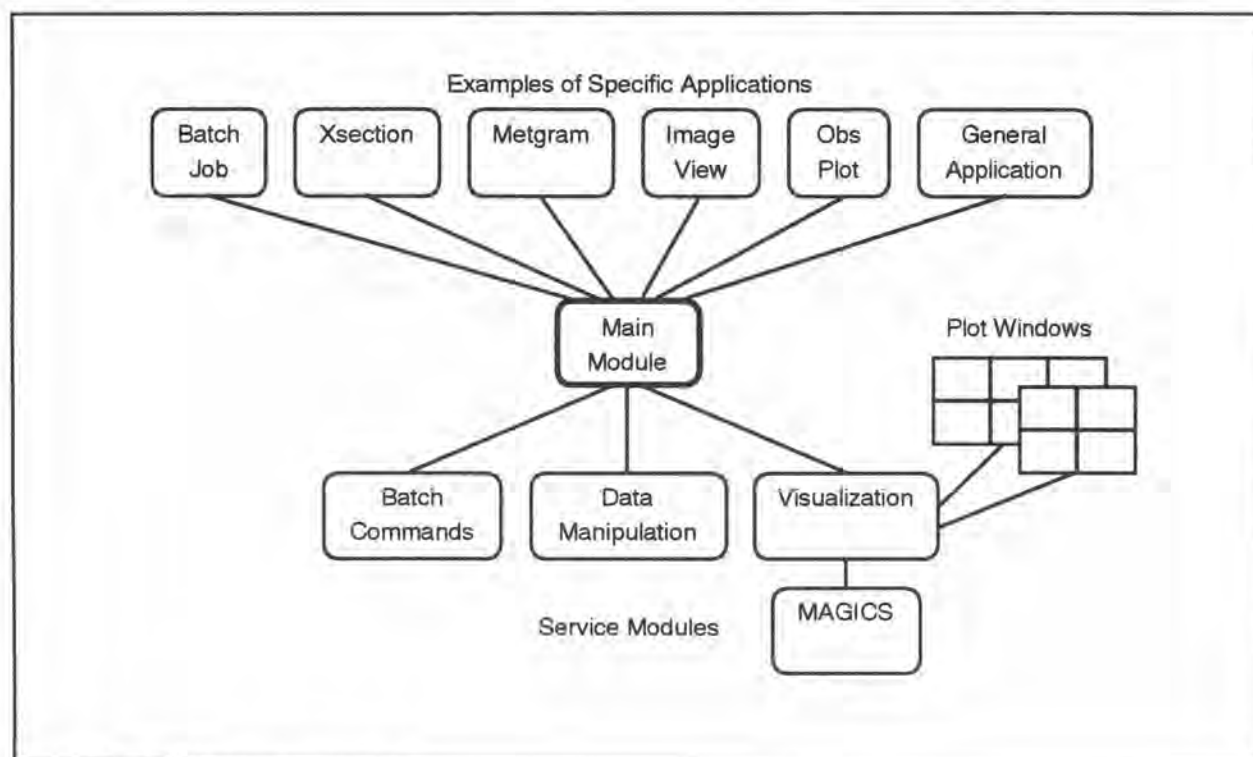 Examples of Specific Applications
Batch
Job
Xsection
Metgram
Image
View
Obs
Plot
General
Application
Main
Module
Plot Windows
Batch
Commands
Data
Manipulation
Visualization
MAGICS
Service Modules